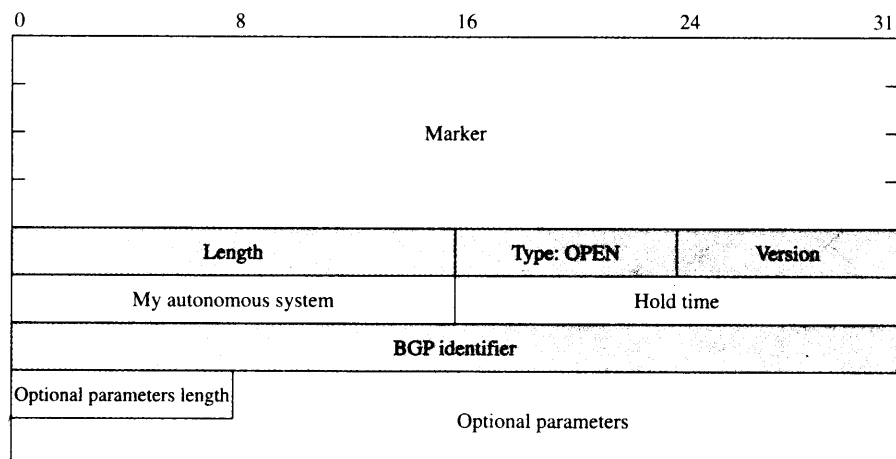 0 8 16 24 31
Marker
Length Type: OPEN Version
My autonomous system Hold time
BGP identifier
Optional parameters length
Optional parameters